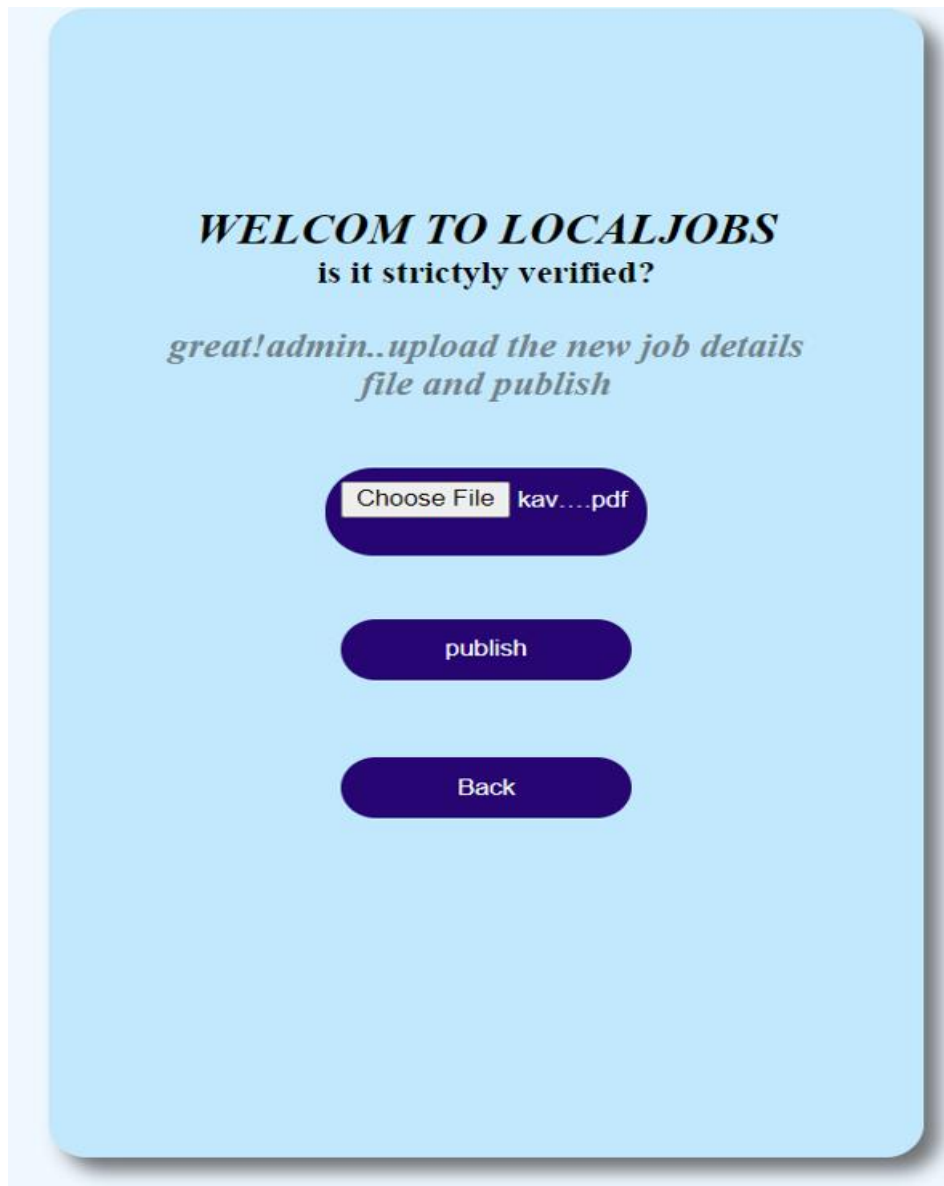 WELCOM TO LOCALJOBS
is it strictyly verified?
great!admin..upload the new job details
file and publish
Choose File kav....pdf
publish
Back